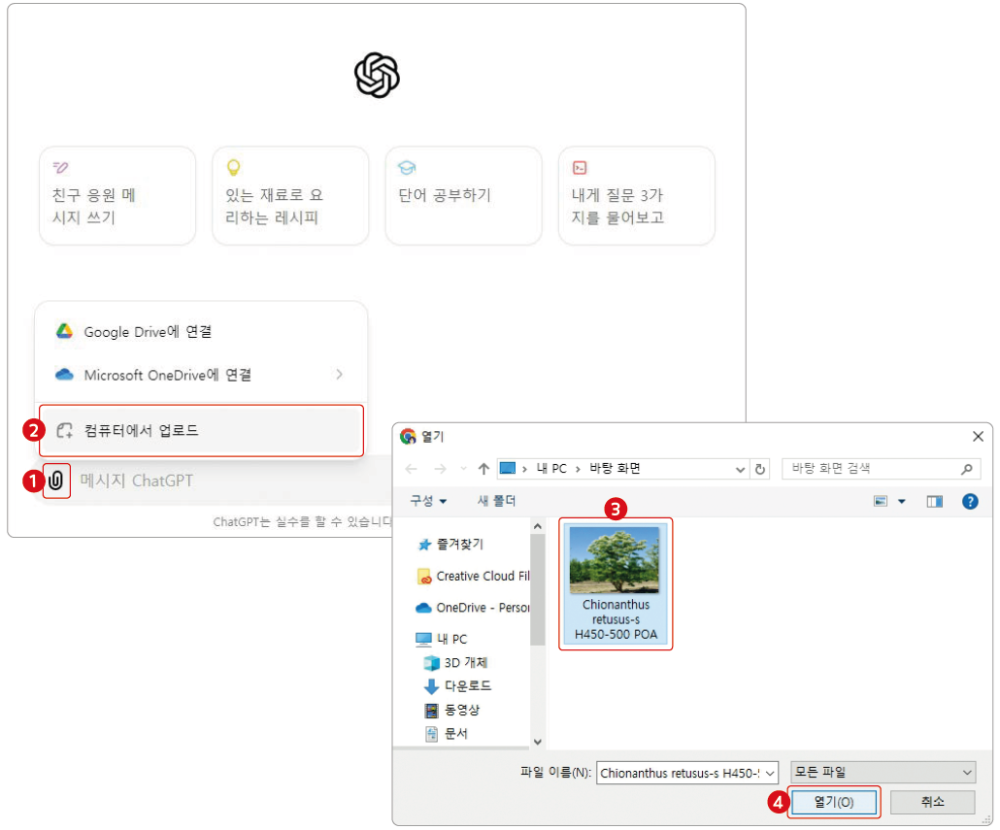 친구 응원 메
시지 쓰기
있는 재료로 요
리하는 레시피
단어 공부하기
내게 질문 3가
지를 물어보고
Google Drive에 연결
Microsoft OneDrive에 연결
2 컴퓨터에서 업로드
1 메시지 ChatGPT
ChatGPT는 실수를 할 수 있습니다
열기
내 PC 바탕 화면
바탕 화면 검색
구성 새 폴더
3
즐겨찾기
Creative Cloud Fil
OneDrive - Person
내 PC
3D 개체
다운로드
동영상
문서
Chionanthus
retusus-s
H450-500 POA
파일 이름(N): Chionanthus retusus-s H450-5
모든 파일
4 열기(O) 취소